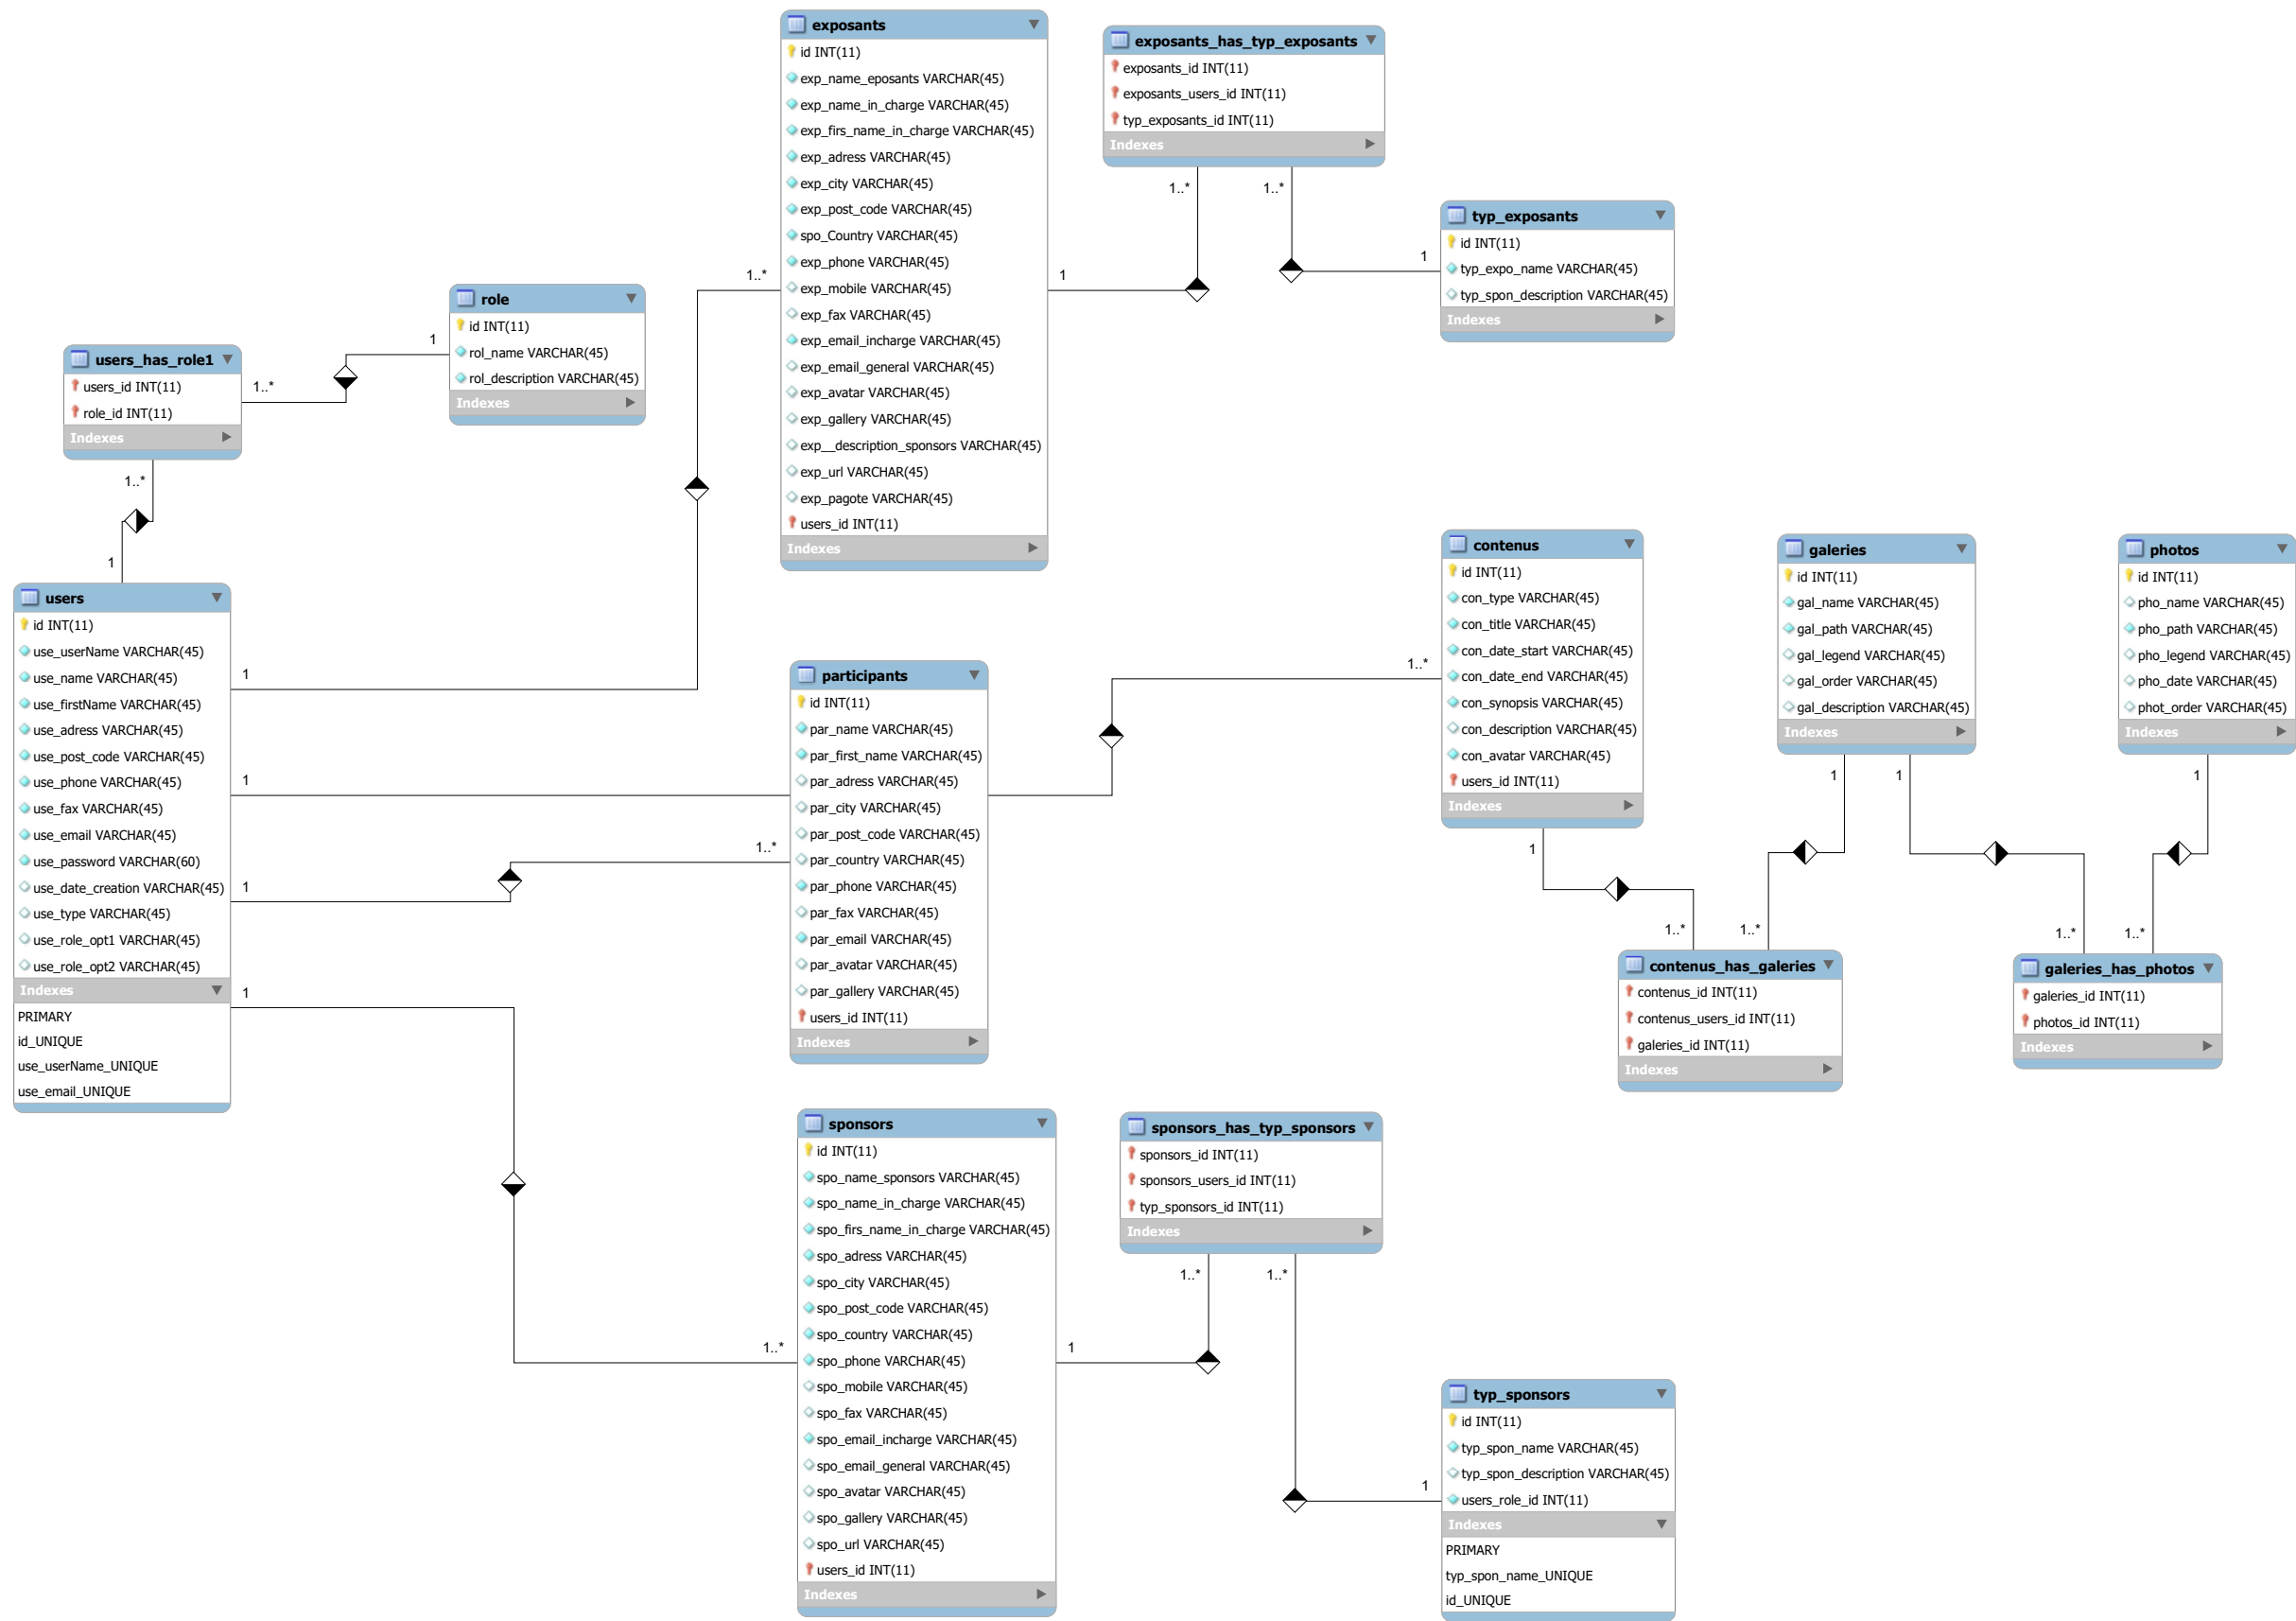 exposants
id INT(11)
exp_name_eposants VARCHAR(45)
exp_name_in_charge VARCHAR(45)
exp_firs_name_in_charge VARCHAR(45)
exp_adress VARCHAR(45)
exp_city VARCHAR(45)
exp_post_code VARCHAR(45)
spo_Country VARCHAR(45)
exp_phone VARCHAR(45)
exp_mobile VARCHAR(45)
exp_fax VARCHAR(45)
exp_email_incharge VARCHAR(45)
exp_email_general VARCHAR(45)
exp_avatar VARCHAR(45)
exp_gallery VARCHAR(45)
exp__description_sponsors VARCHAR(45)
exp_url VARCHAR(45)
exp_pagote VARCHAR(45)
users_id INT(11)
Indexes
exposants_has_typ_exposants
exposants_id INT(11)
exposants_users_id INT(11)
typ_exposants_id INT(11)
Indexes
1..*
1..*
1
1
1..*
typ_exposants
id INT(11)
typ_expo_name VARCHAR(45)
typ_spon_description VARCHAR(45)
Indexes
role
id INT(11)
rol_name VARCHAR(45)
rol_description VARCHAR(45)
Indexes
1
1..*
users_has_role1
users_id INT(11)
role_id INT(11)
Indexes
1..*
1
users
id INT(11)
use_userName VARCHAR(45)
use_name VARCHAR(45)
use_firstName VARCHAR(45)
use_adress VARCHAR(45)
use_post_code VARCHAR(45)
use_phone VARCHAR(45)
use_fax VARCHAR(45)
use_email VARCHAR(45)
use_password VARCHAR(60)
use_date_creation VARCHAR(45)
use_type VARCHAR(45)
use_role_opt1 VARCHAR(45)
use_role_opt2 VARCHAR(45)
Indexes
PRIMARY
id_UNIQUE
use_userName_UNIQUE
use_email_UNIQUE
1
1
1
1
1..*
1..*
1..*
participants
id INT(11)
par_name VARCHAR(45)
par_first_name VARCHAR(45)
par_adress VARCHAR(45)
par_city VARCHAR(45)
par_post_code VARCHAR(45)
par_country VARCHAR(45)
par_phone VARCHAR(45)
par_fax VARCHAR(45)
par_email VARCHAR(45)
par_avatar VARCHAR(45)
par_gallery VARCHAR(45)
users_id INT(11)
Indexes
contenus
id INT(11)
con_type VARCHAR(45)
con_title VARCHAR(45)
con_date_start VARCHAR(45)
con_date_end VARCHAR(45)
con_synopsis VARCHAR(45)
con_description VARCHAR(45)
con_avatar VARCHAR(45)
users_id INT(11)
Indexes
galeries
id INT(11)
gal_name VARCHAR(45)
gal_path VARCHAR(45)
gal_legend VARCHAR(45)
gal_order VARCHAR(45)
gal_description VARCHAR(45)
Indexes
photos
id INT(11)
pho_name VARCHAR(45)
pho_path VARCHAR(45)
pho_legend VARCHAR(45)
pho_date VARCHAR(45)
phot_order VARCHAR(45)
Indexes
1
1
1
1
1..*
1..*
1..*
1..*
contenus_has_galeries
contenus_id INT(11)
contenus_users_id INT(11)
galeries_id INT(11)
Indexes
galeries_has_photos
galeries_id INT(11)
photos_id INT(11)
Indexes
sponsors
id INT(11)
spo_name_sponsors VARCHAR(45)
spo_name_in_charge VARCHAR(45)
spo_firs_name_in_charge VARCHAR(45)
spo_adress VARCHAR(45)
spo_city VARCHAR(45)
spo_post_code VARCHAR(45)
spo_country VARCHAR(45)
spo_phone VARCHAR(45)
spo_mobile VARCHAR(45)
spo_fax VARCHAR(45)
spo_email_incharge VARCHAR(45)
spo_email_general VARCHAR(45)
spo_avatar VARCHAR(45)
spo_gallery VARCHAR(45)
spo_url VARCHAR(45)
users_id INT(11)
Indexes
sponsors_has_typ_sponsors
sponsors_id INT(11)
sponsors_users_id INT(11)
typ_sponsors_id INT(11)
Indexes
1..*
1..*
1
1
typ_sponsors
id INT(11)
typ_spon_name VARCHAR(45)
typ_spon_description VARCHAR(45)
users_role_id INT(11)
Indexes
PRIMARY
typ_spon_name_UNIQUE
id_UNIQUE